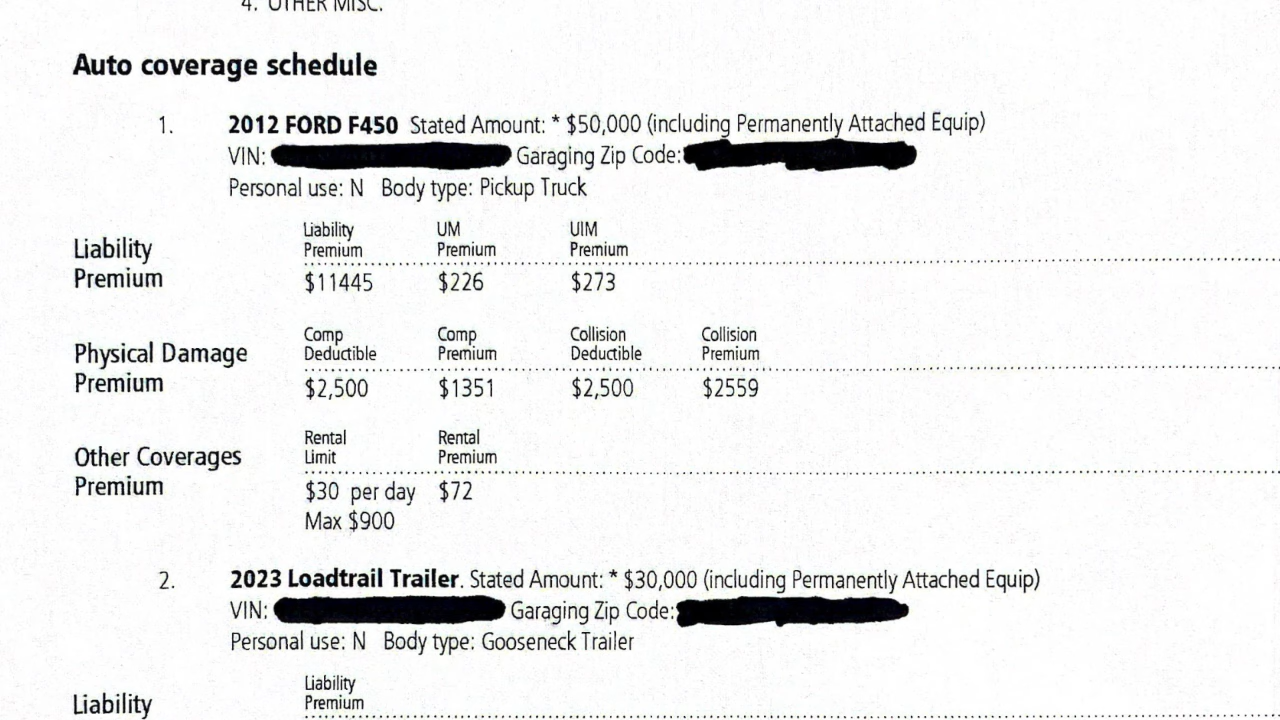 4. OTHER MISC.
Auto coverage schedule
1. 2012 FORD F450 Stated Amount: * $50,000 (including Permanently Attached Equip)
VIN: Garaging Zip Code:
Personal use: N Body type: Pickup Truck
Liability Premium
Liability Premium UM Premium UIM Premium
$11445 $226 $273
Physical Damage Premium
Comp Deductible Comp Premium Collision Deductible Collision Premium
$2,500 $1351 $2,500 $2559
Other Coverages Premium
Rental Limit Rental Premium
$30 per day $72
Max $900
2. 2023 Loadtrail Trailer. Stated Amount: * $30,000 (including Permanently Attached Equip)
VIN: Garaging Zip Code:
Personal use: N Body type: Gooseneck Trailer
Liability
Liability Premium